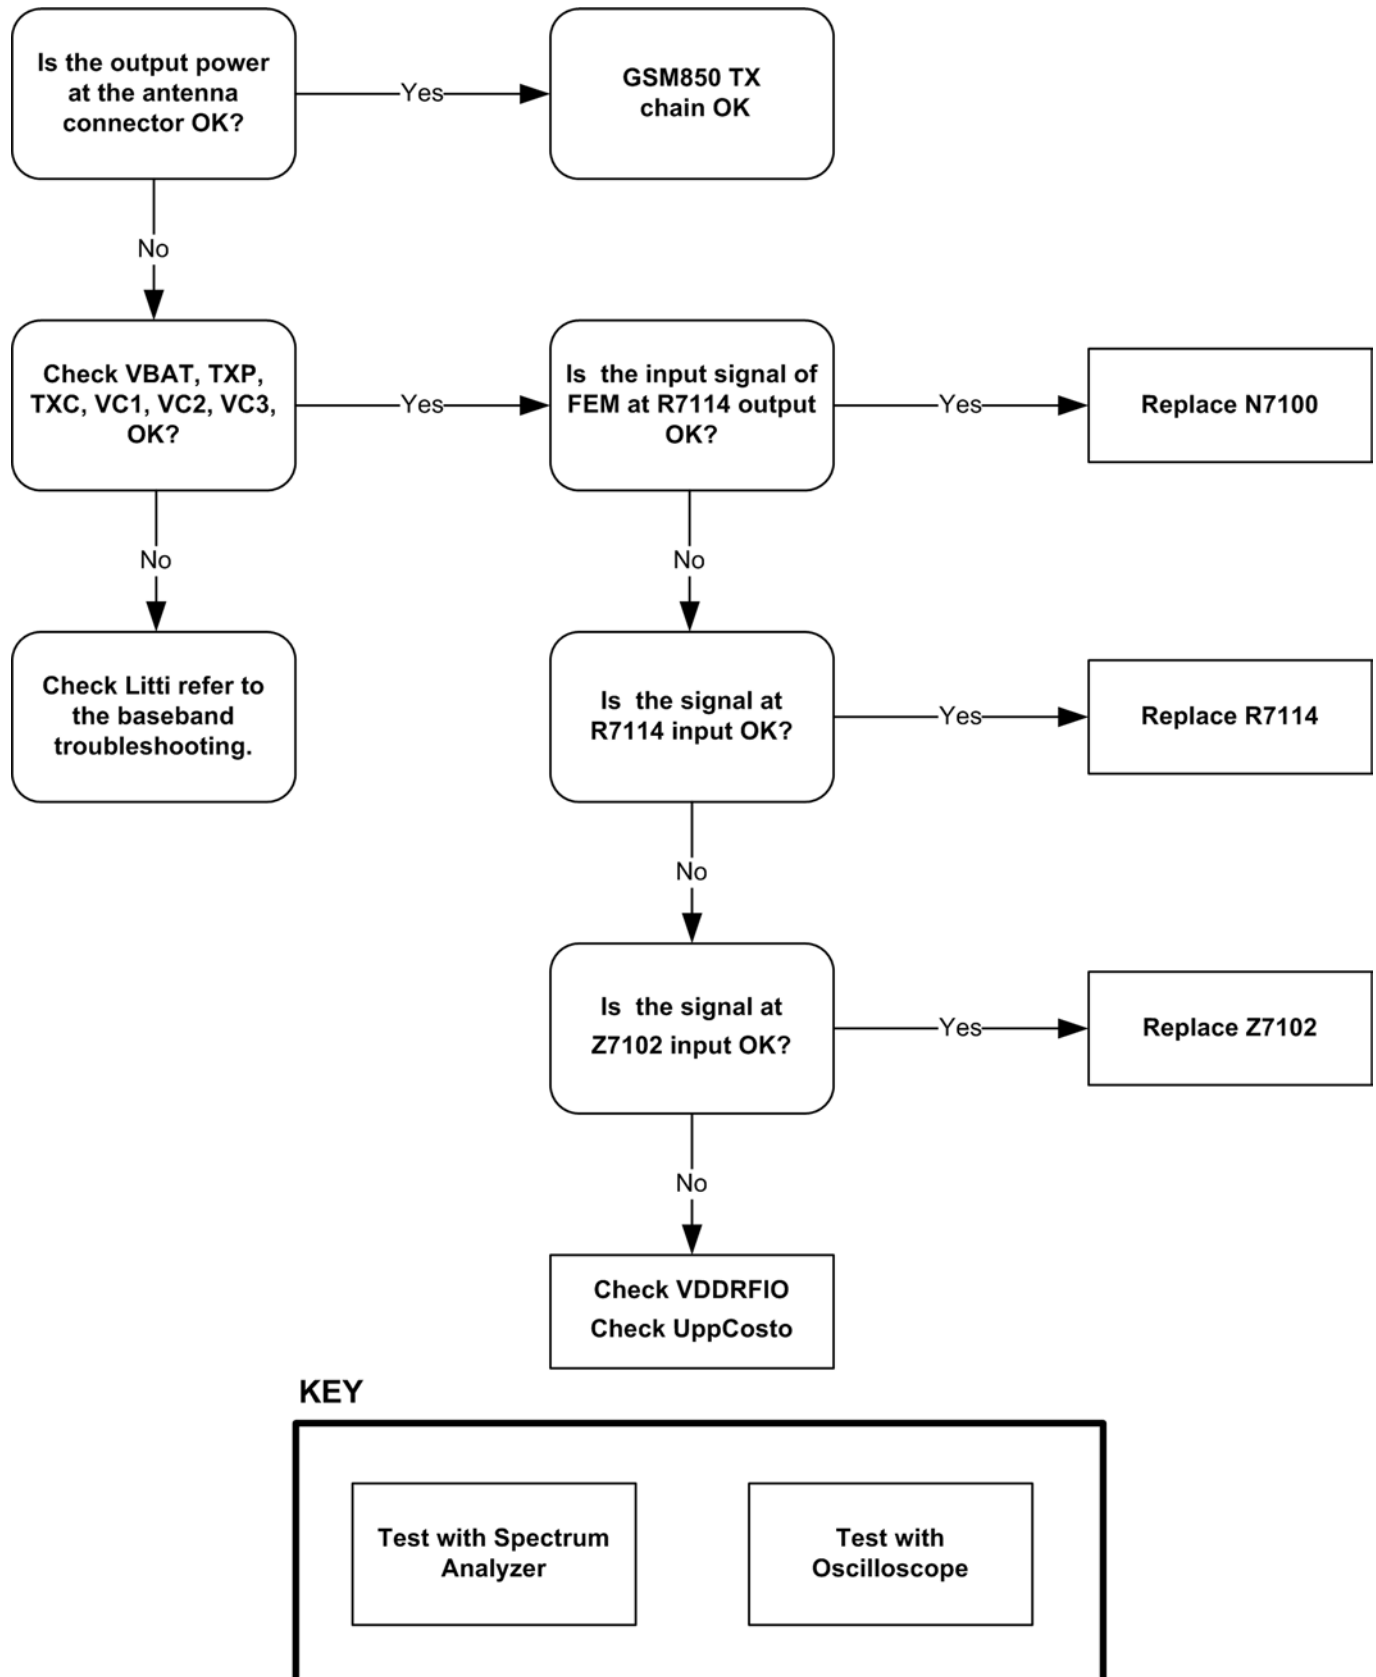 Is the output power
at the antenna
connector OK?
Yes
GSM850 TX
chain OK
No
Check VBAT, TXP,
TXC, VC1, VC2, VC3,
OK?
Yes
Is the input signal of
FEM at R7114 output
OK?
Yes
Replace N7100
No
No
Check Litti refer to
the baseband
troubleshooting.
Is the signal at
R7114 input OK?
Yes
Replace R7114
No
Is the signal at
Z7102 input OK?
Yes
Replace Z7102
No
Check VDDRFIO
Check UppCosto
KEY
Test with Spectrum
Analyzer
Test with
Oscilloscope